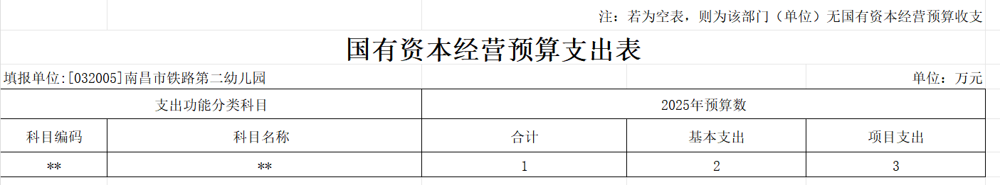 注：若为空表，则为该部门（单位）无国有资本经营预算收支
国有资本经营预算支出表
填报单位:[032005]南昌市铁路第二幼儿园 单位：万元
支出功能分类科目 2025年预算数
科目编码 科目名称 合计 基本支出 项目支出
** ** 1 2 3